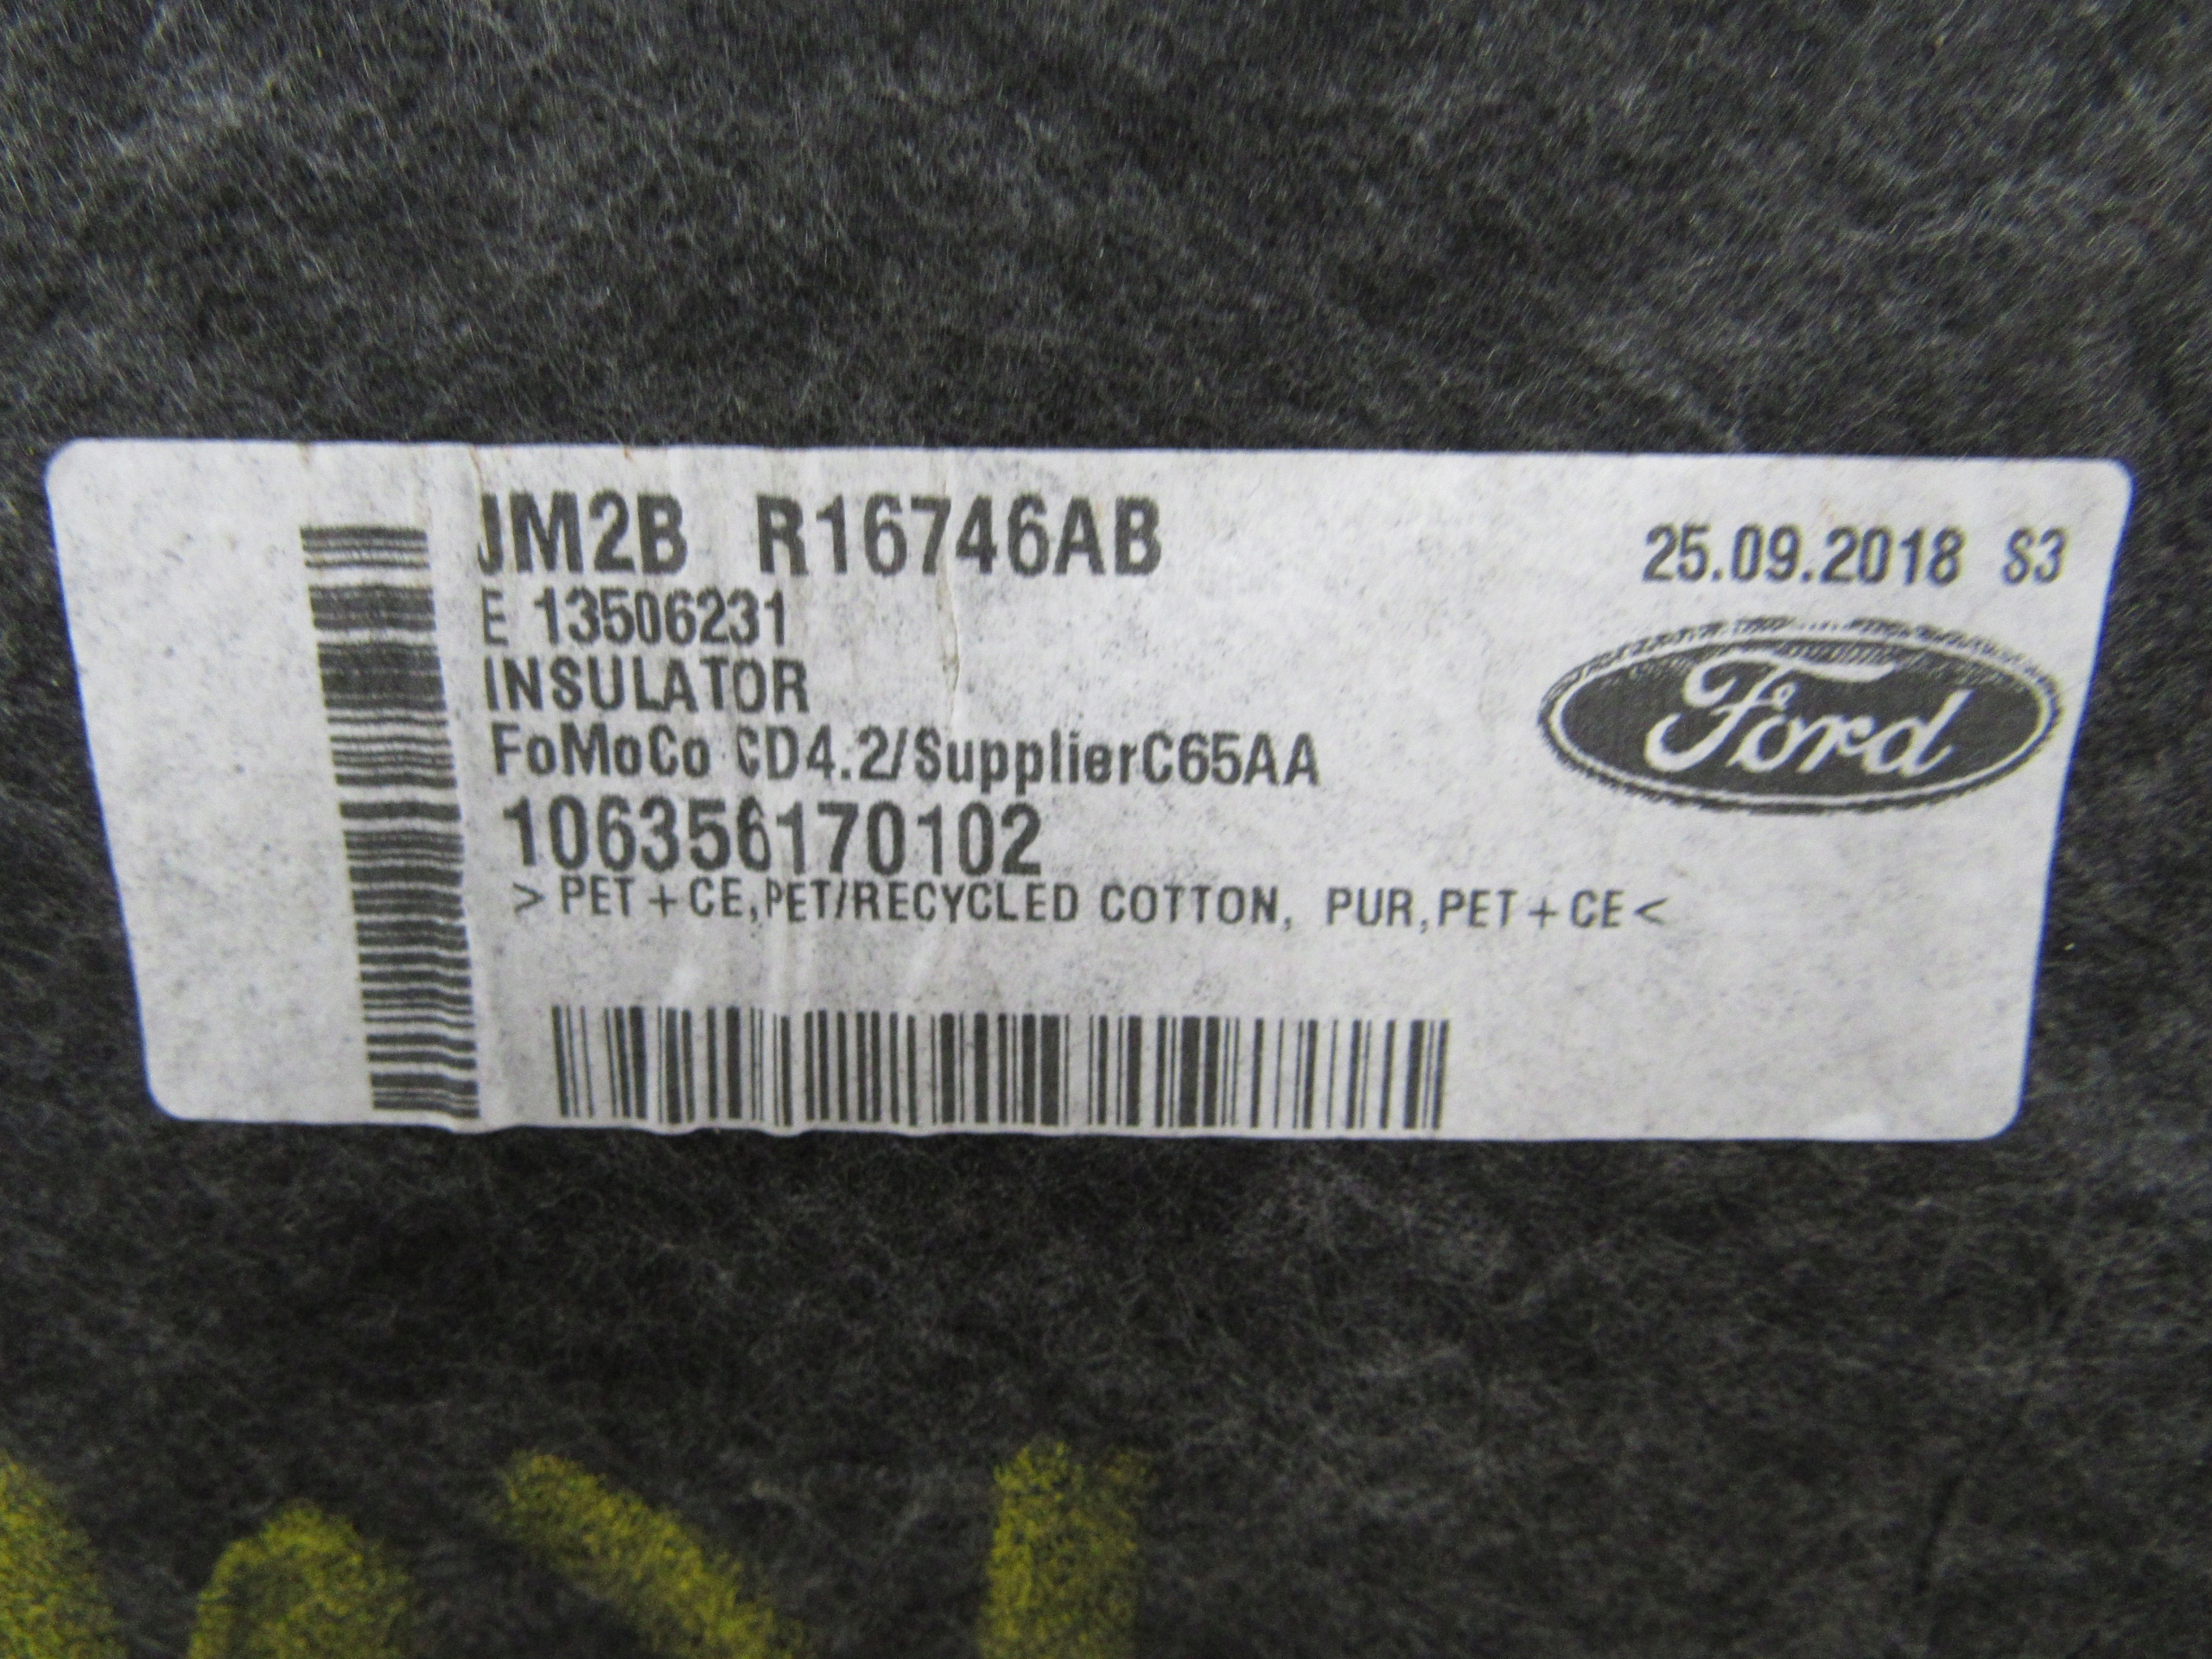 JM2B R16746AB
25.09.2018 S3
E 13506231
INSULATOR
Ford
FoMoCo CD4.2/SupplierC65AA
106356170102
> PET + CE,PET/RECYCLED COTTON, PUR,PET + CE <